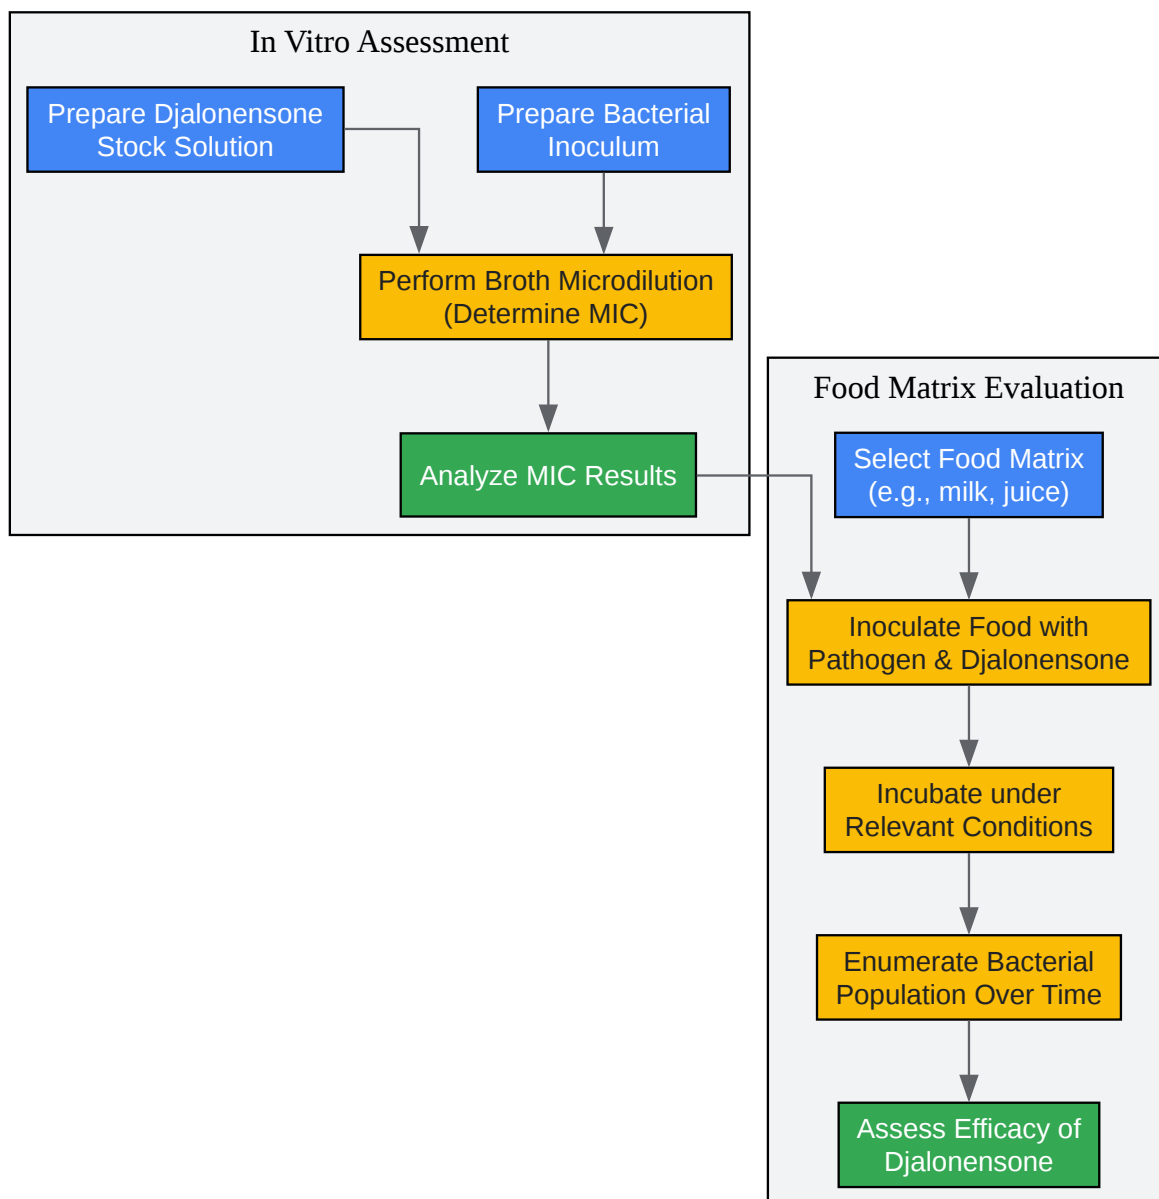 In Vitro Assessment
Prepare Djalonensone
Stock Solution
Prepare Bacterial
Inoculum
Perform Broth Microdilution
(Determine MIC)
Analyze MIC Results
Food Matrix Evaluation
Select Food Matrix
(e.g., milk, juice)
Inoculate Food with
Pathogen & Djalonensone
Incubate under
Relevant Conditions
Enumerate Bacterial
Population Over Time
Assess Efficacy of
Djalonensone